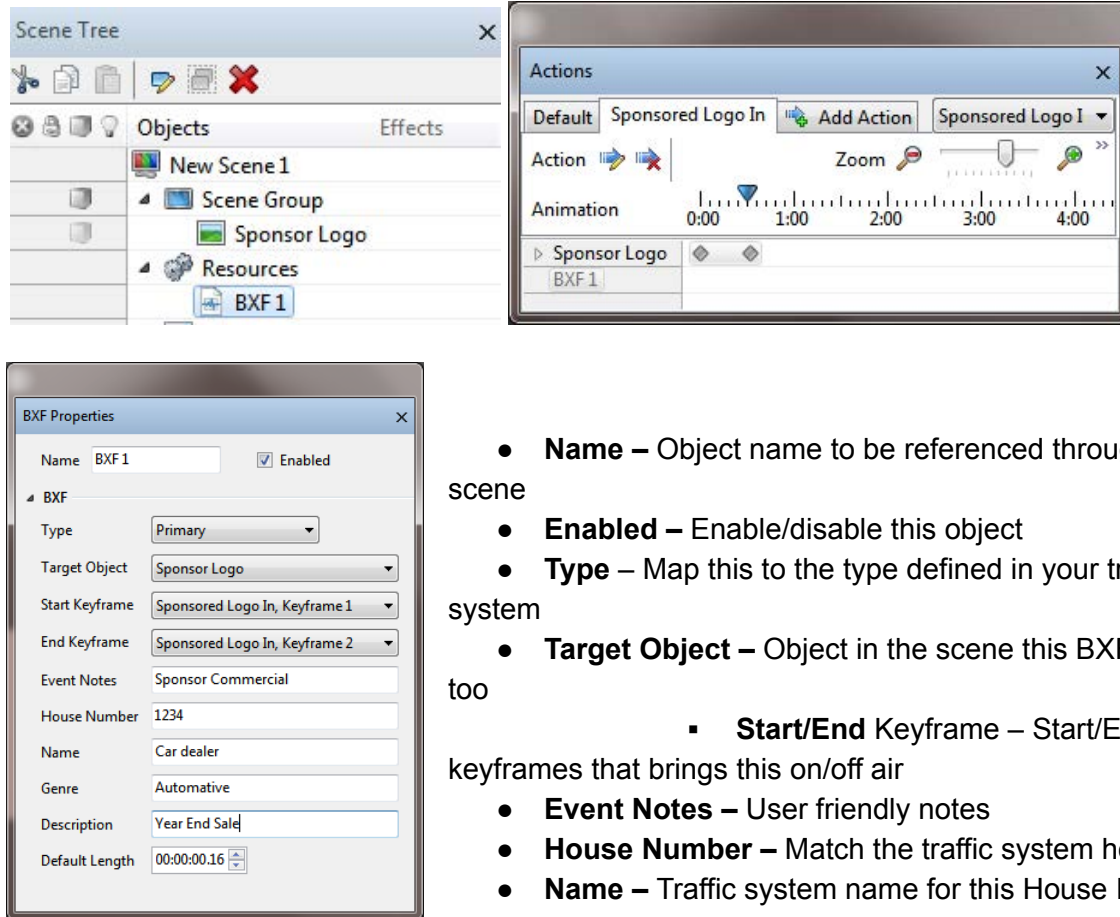 Scene Tree
Objects Effects
New Scene 1
Scene Group
Sponsor Logo
Resources
BXF 1
Actions
Default Sponsored Logo In Add Action Sponsored Logo I
Action Zoom
Animation 0:00 1:00 2:00 3:00 4:00
Sponsor Logo
BXF 1
BXF Properties
Name BXF 1 Enabled
BXF
Type Primary
Target Object Sponsor Logo
Start Keyframe Sponsored Logo In, Keyframe 1
End Keyframe Sponsored Logo In, Keyframe 2
Event Notes Sponsor Commercial
House Number 1234
Name Car dealer
Genre Automative
Description Year End Sale
Default Length 00:00:00.16
● Name – Object name to be referenced throu
scene
● Enabled – Enable/disable this object
● Type – Map this to the type defined in your tr
system
● Target Object – Object in the scene this BX
too
▪ Start/End Keyframe – Start/E
keyframes that brings this on/off air
● Event Notes – User friendly notes
● House Number – Match the traffic system h
● Name – Traffic system name for this House